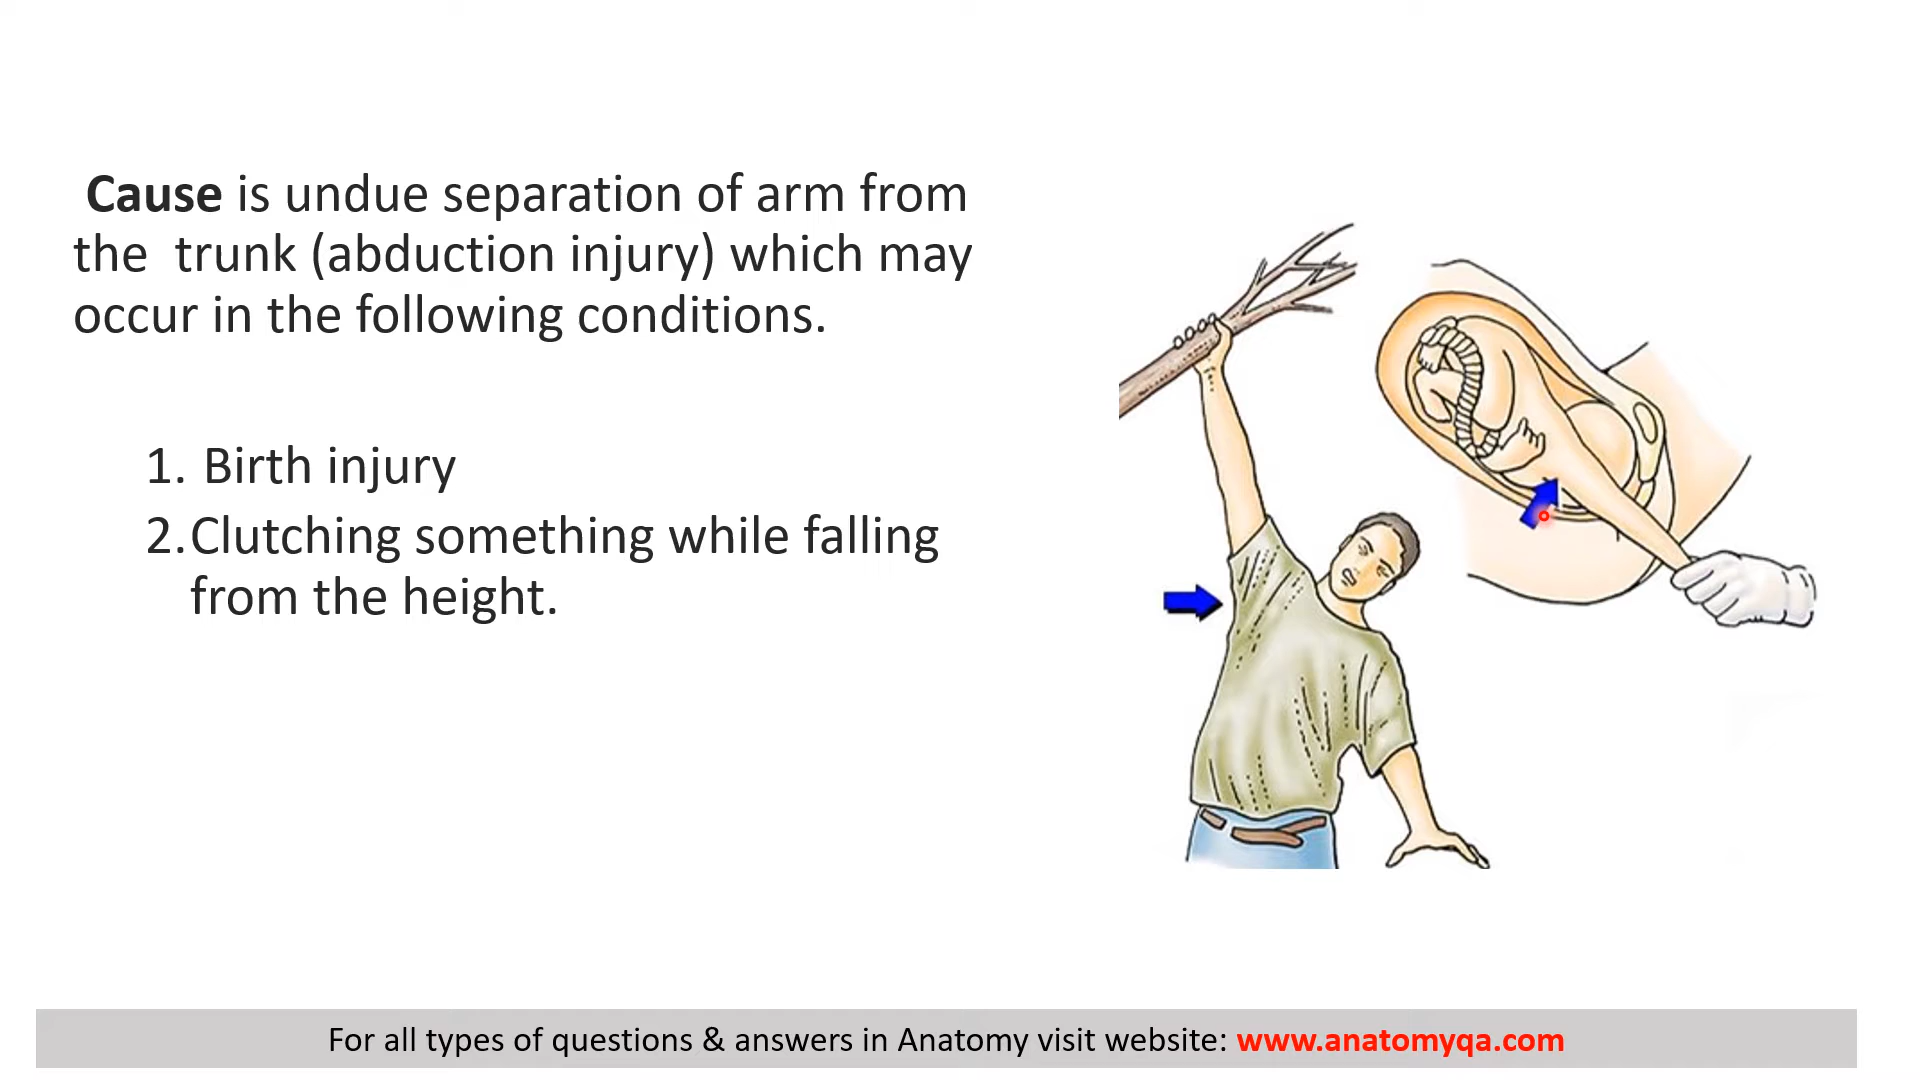 Cause is undue separation of arm from
the trunk (abduction injury) which may
occur in the following conditions.
1. Birth injury
2. Clutching something while falling
from the height.
For all types of questions & answers in Anatomy visit website: www.anatomyqa.com